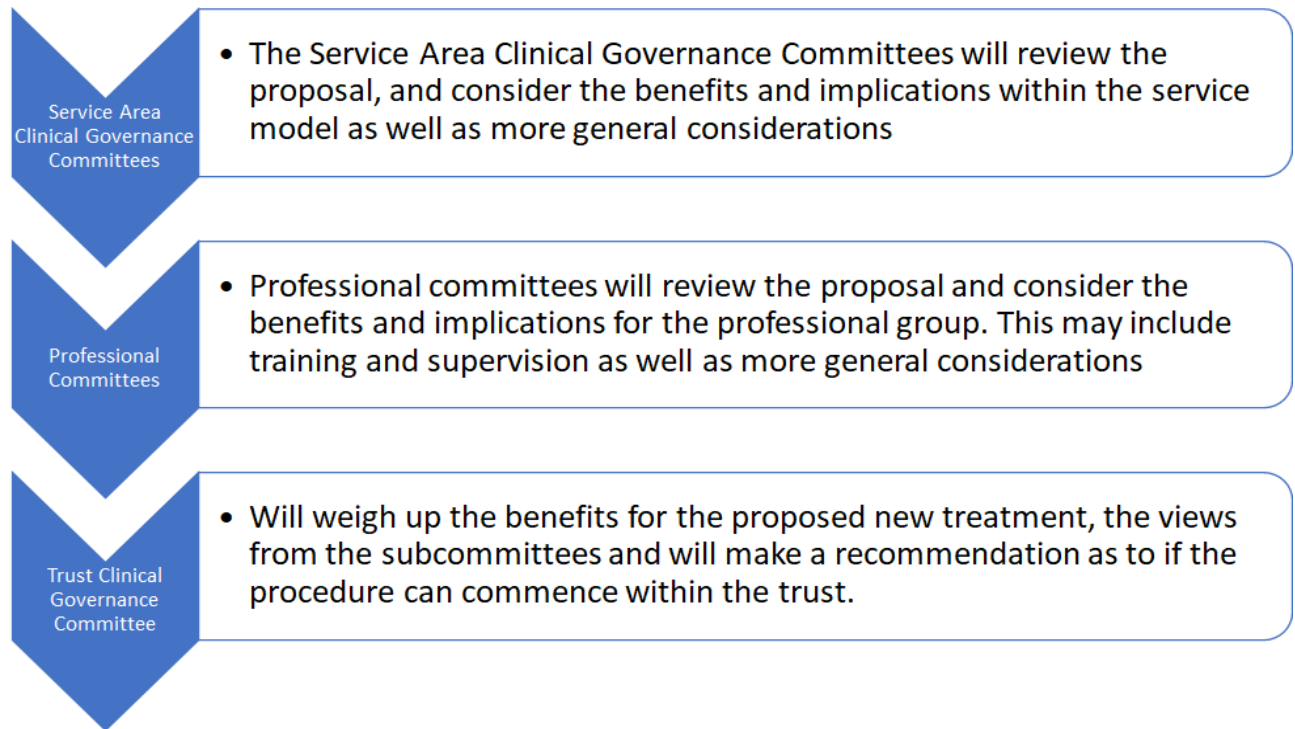 Service Area
Clinical Governance
Committees
• The Service Area Clinical Governance Committees will review the
proposal, and consider the benefits and implications within the service
model as well as more general considerations
Professional
Committees
• Professional committees will review the proposal and consider the
benefits and implications for the professional group. This may include
training and supervision as well as more general considerations
Trust Clinical
Governance
Committee
• Will weigh up the benefits for the proposed new treatment, the views
from the subcommittees and will make a recommendation as to if the
procedure can commence within the trust.